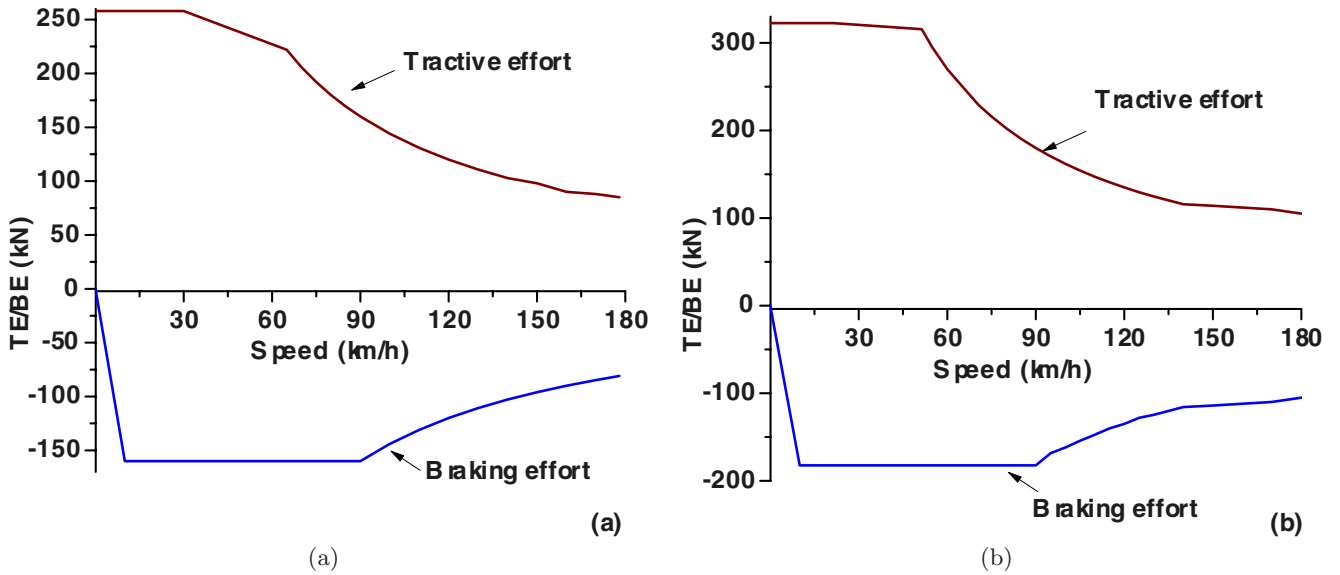 250
200
150
100
50
0
-50
-100
-150
TE/BE (kN)
30 60 90 120 150 180
Speed (km/h)
Tractive effort
Braking effort
(a)
(a)
300
200
100
0
-100
-200
TE/BE (kN)
30 60 90 120 150 180
Speed (km/h)
Tractive effort
Braking effort
(b)
(b)